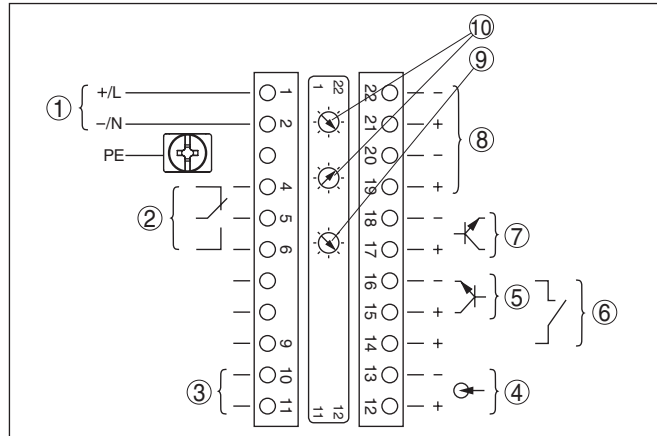 ⑩
⑨
① +/L 1 1 22 22 −
−/N 2 21 + ⑧
PE 20 −
4 19 +
② 5 18 − ⑦
6 17 +
16 − ⑤ ⑥
15 +
9 14 +
③ 10 13 − ④
11 11 12 12 +